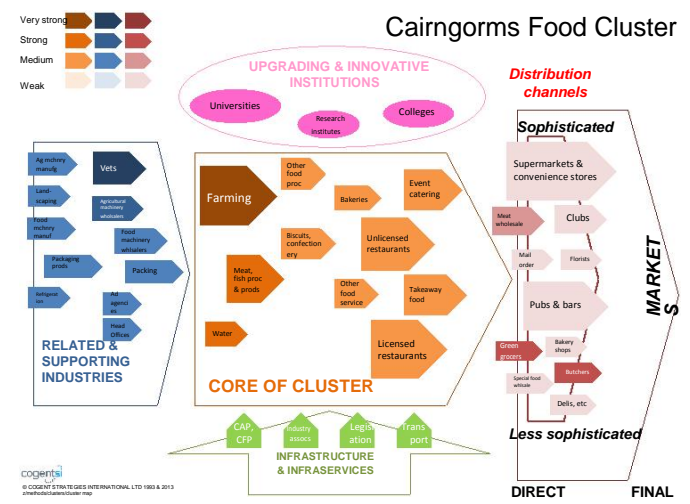 Cairngorms Food Cluster
Very strong
Strong
Medium
Weak
UPGRADING & INNOVATIVE
INSTITUTIONS
Universities
Research
institutes
Colleges
Distribution
channels
Ag mchnry
manufg
Vets
Land-
scaping
Agricultural
machinery
wholsalers
Food
mchnry
manuf
Food
machinery
whlsalers
Packaging
prods
Packing
Refrigerat
ion
Ad
agenci
es
Head
Offices
RELATED &
SUPPORTING
INDUSTRIES
Farming
Other
food
proc
Bakeries
Event
catering
Biscuits,
confection
ery
Unlicensed
restaurants
Meat,
fish proc
& prods
Other
food
service
Takeaway
food
Water
Licensed
restaurants
CORE OF CLUSTER
Sophisticated
Supermarkets &
convenience stores
Meat
wholesale
Clubs
Mail
order
Florists
Pubs & bars
Green
grocers
Bakery
shops
Special food
whlsale
Butchers
Delis, etc
Less sophisticated
MARKET
S
CAP,
CFP
Industry
assocs
Legisl
ation
Trans
port
INFRASTRUCTURE
& INFRASERVICES
cogentsi
© COGENT STRATEGIES INTERNATIONAL LTD 1993 & 2013
z/methods/clusters/cluster map
DIRECT
FINAL